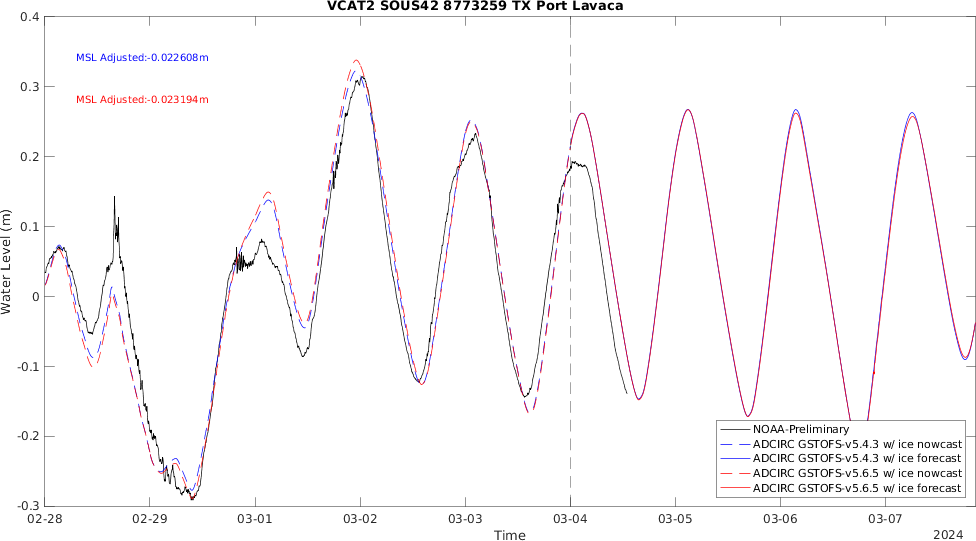 VCAT2 SOUS42 8773259 TX Port Lavaca
0.4
MSL Adjusted:-0.022608m
0.3
MSL Adjusted:-0.023194m
0.2
0.1
Water Level (m)
0
-0.1
-0.2
NOAA-Preliminary
ADCIRC GSTOFS-v5.4.3 w/ ice nowcast
ADCIRC GSTOFS-v5.4.3 w/ ice forecast
ADCIRC GSTOFS-v5.6.5 w/ ice nowcast
ADCIRC GSTOFS-v5.6.5 w/ ice forecast
-0.3
02-28 02-29 03-01 03-02 03-03 03-04 03-05 03-06 03-07
Time
2024